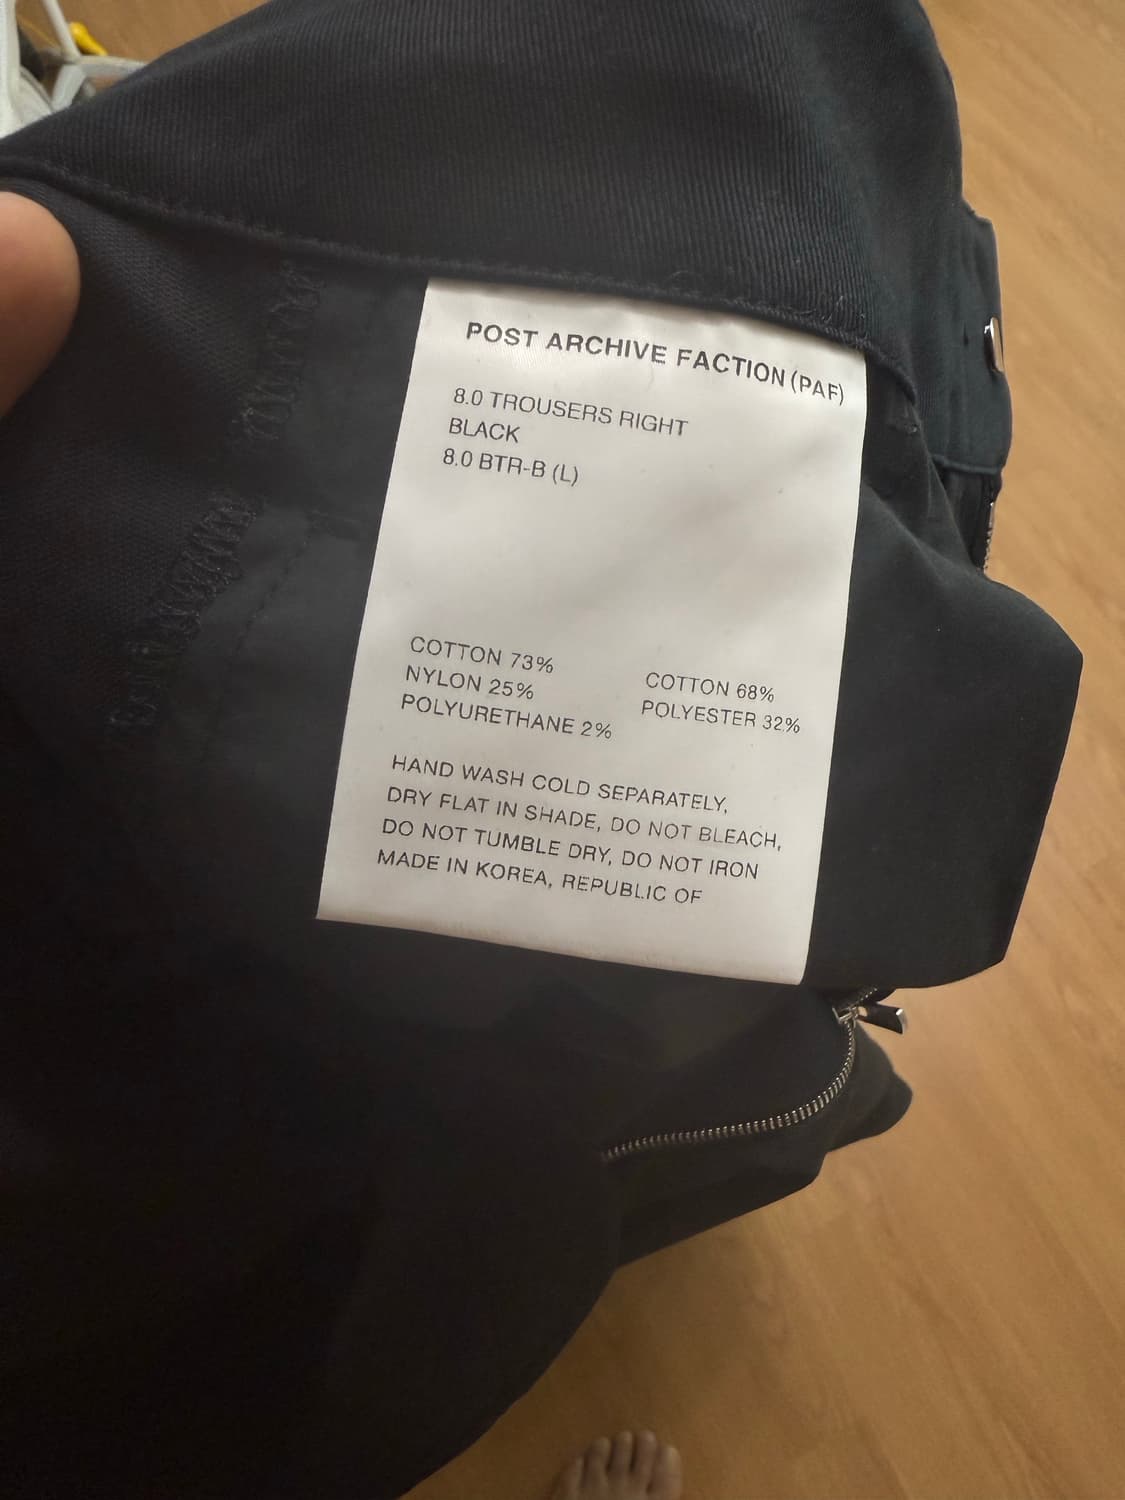 POST ARCHIVE FACTION (PAF)
8.0 TROUSERS RIGHT
BLACK
8.0 BTR-B (L)
COTTON 73%
NYLON 25%
POLYURETHANE 2%
COTTON 68%
POLYESTER 32%
HAND WASH COLD SEPARATELY,
DRY FLAT IN SHADE, DO NOT BLEACH,
DO NOT TUMBLE DRY, DO NOT IRON
MADE IN KOREA, REPUBLIC OF